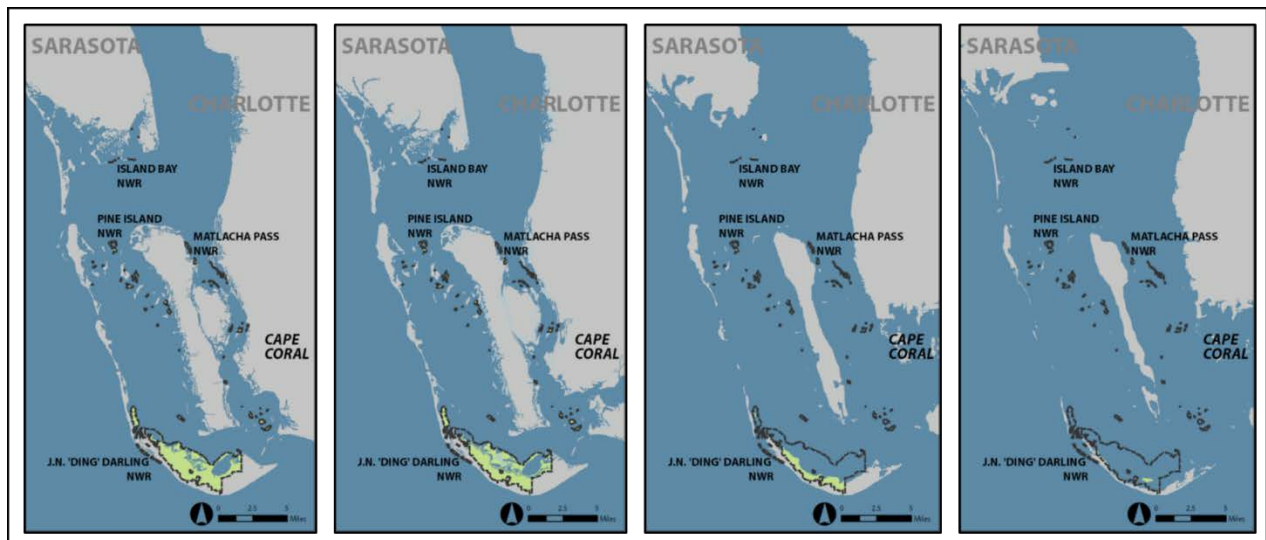 SARASOTA
CHARLOTTE
ISLAND BAY
NWR
PINE ISLAND
NWR
MATLACHA PASS
NWR
CAPE
CORAL
J.N. 'DING' DARLING
NWR
0 2.5 5
Miles
SARASOTA
CHARLOTTE
ISLAND BAY
NWR
PINE ISLAND
NWR
MATLACHA PASS
NWR
CAPE
CORAL
J.N. 'DING' DARLING
NWR
0 2.5 5
Miles
SARASOTA
CHARLOTTE
ISLAND BAY
NWR
PINE ISLAND
NWR
MATLACHA PASS
NWR
CAPE
CORAL
J.N. 'DING' DARLING
NWR
0 2.5 5
Miles
SARASOTA
CHARLOTTE
ISLAND BAY
NWR
PINE ISLAND
NWR
MATLACHA PASS
NWR
CAPE
CORAL
J.N. 'DING' DARLING
NWR
0 2.5 5
Miles